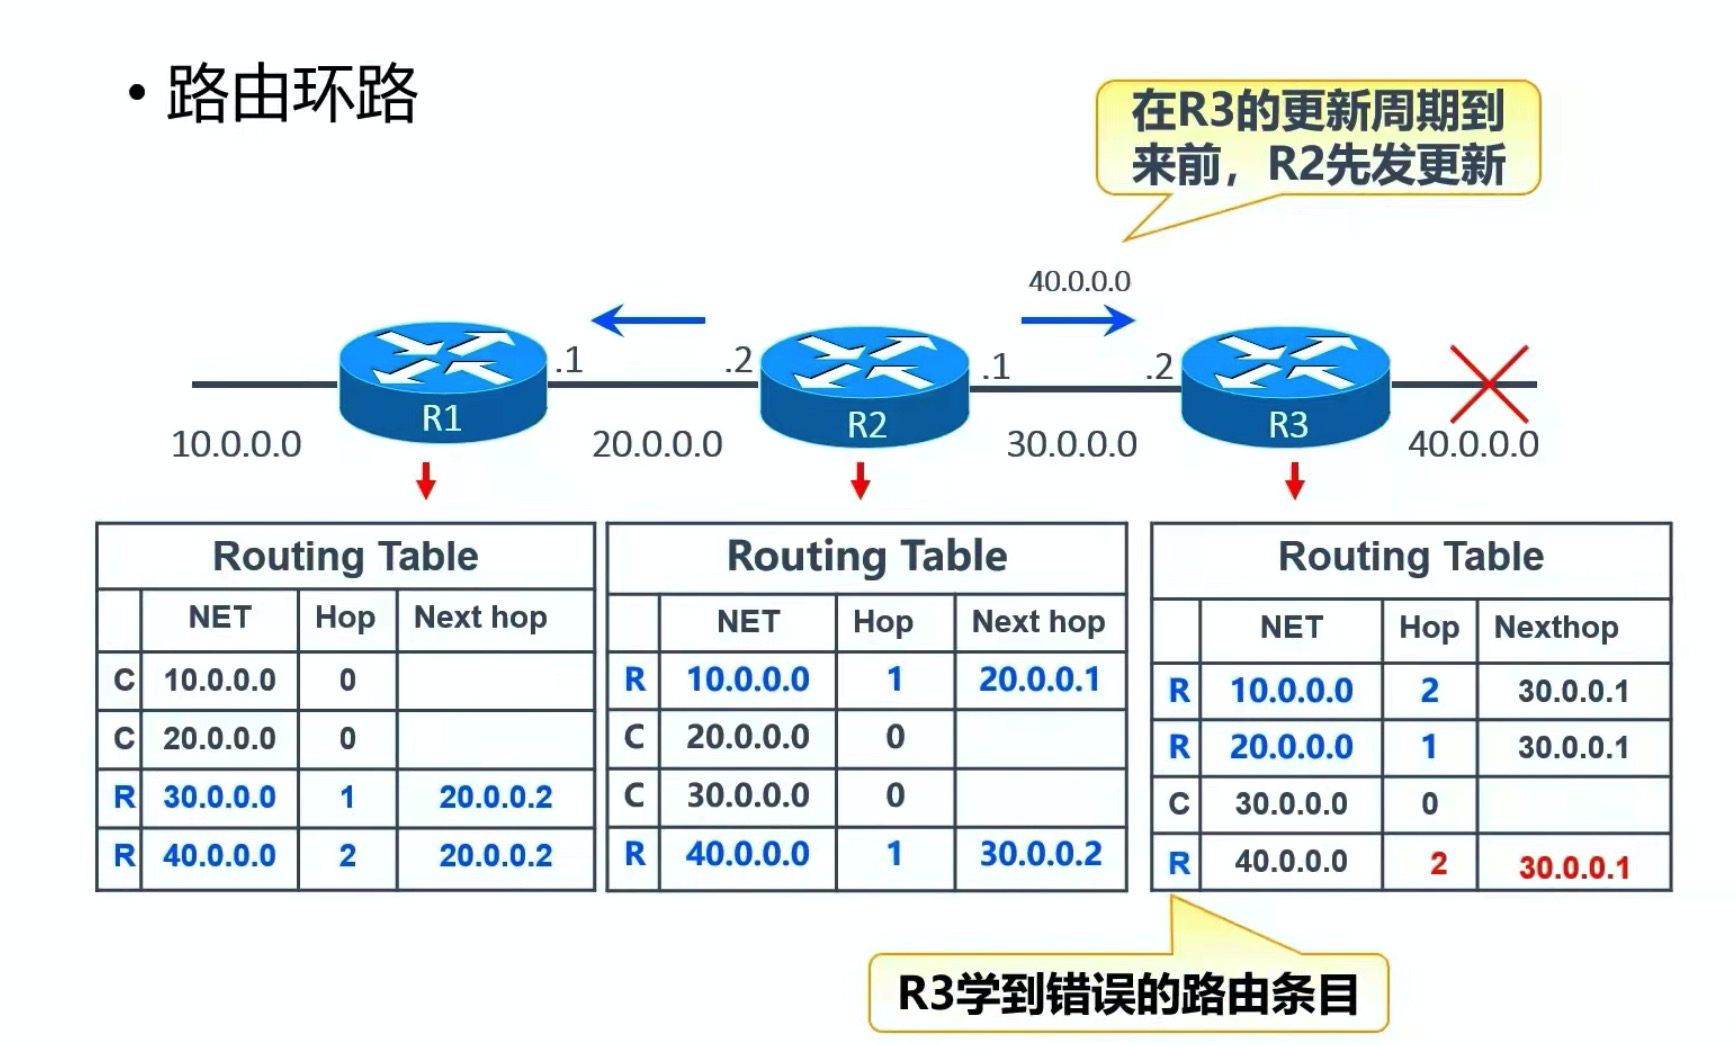 • 路由环路
在R3的更新周期到
来前，R2先发更新
40.0.0.0
.1 .2 .1 .2
R1 R2 R3
10.0.0.0 20.0.0.0 30.0.0.0 40.0.0.0
Routing Table
NET Hop Next hop
C 10.0.0.0 0
C 20.0.0.0 0
R 30.0.0.0 1 20.0.0.2
R 40.0.0.0 2 20.0.0.2
Routing Table
NET Hop Next hop
R 10.0.0.0 1 20.0.0.1
C 20.0.0.0 0
C 30.0.0.0 0
R 40.0.0.0 1 30.0.0.2
Routing Table
NET Hop Nexthop
R 10.0.0.0 2 30.0.0.1
R 20.0.0.0 1 30.0.0.1
C 30.0.0.0 0
R 40.0.0.0 2 30.0.0.1
R3学到错误的路由条目